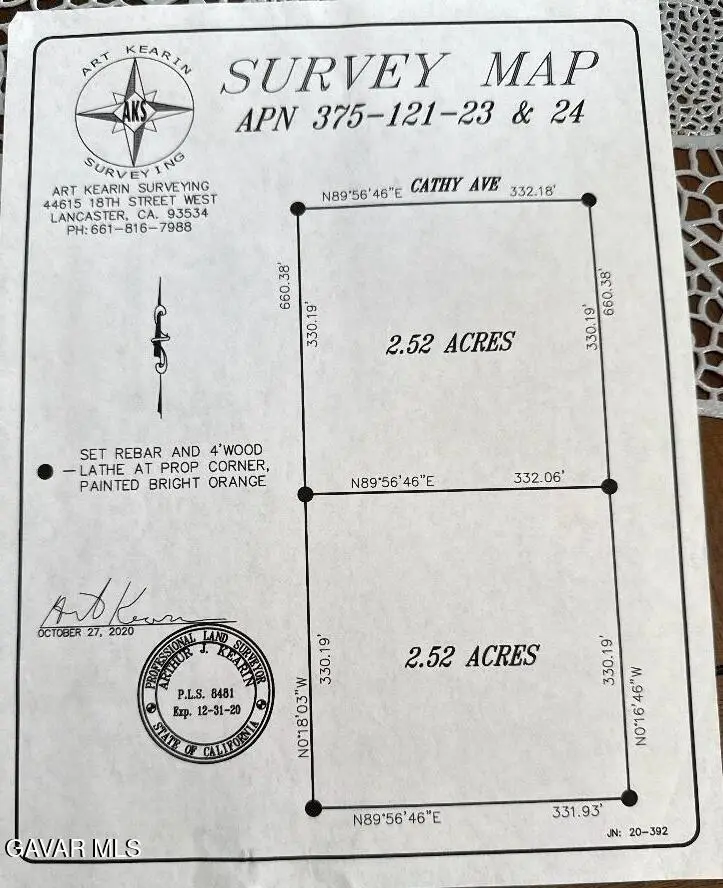 ART KEARIN
AKS
SURVEYING
SURVEY MAP
APN 375-121-23 & 24
ART KEARIN SURVEYING
44615 18TH STREET WEST
LANCASTER, CA. 93534
PH: 661-816-7988
N89°56'46"E CATHY AVE 332.18'
660.38'
330.19'
2.52 ACRES
330.19'
660.38'
SET REBAR AND 4'WOOD
LATHE AT PROP CORNER,
PAINTED BRIGHT ORANGE
N89°56'46"E 332.06'
Art Kearin
OCTOBER 27, 2020
PROFESSIONAL LAND SURVEYOR
ARTHUR J. KEARIN
P.L.S. 8481
Exp. 12-31-20
STATE OF CALIFORNIA
N0°18'03"W
330.19'
2.52 ACRES
330.19'
N0°16'46"W
N89°56'46"E 331.93'
JN: 20-392
GAVAR MLS